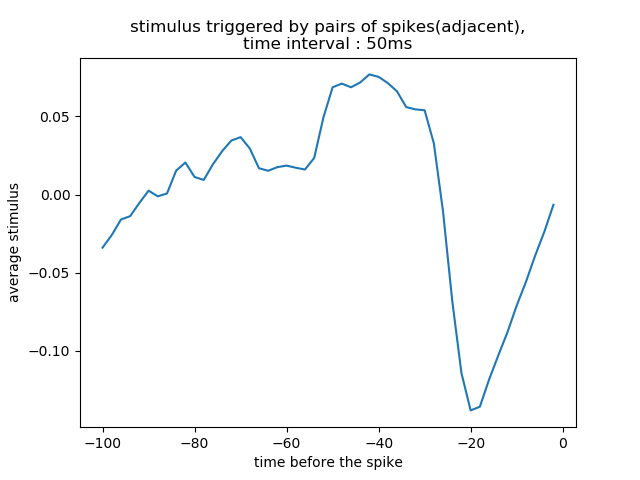 stimulus triggered by pairs of spikes(adjacent),
time interval : 50ms
average stimulus
0.05
0.00
−0.05
−0.10
−100
−80
−60
−40
−20
0
time before the spike